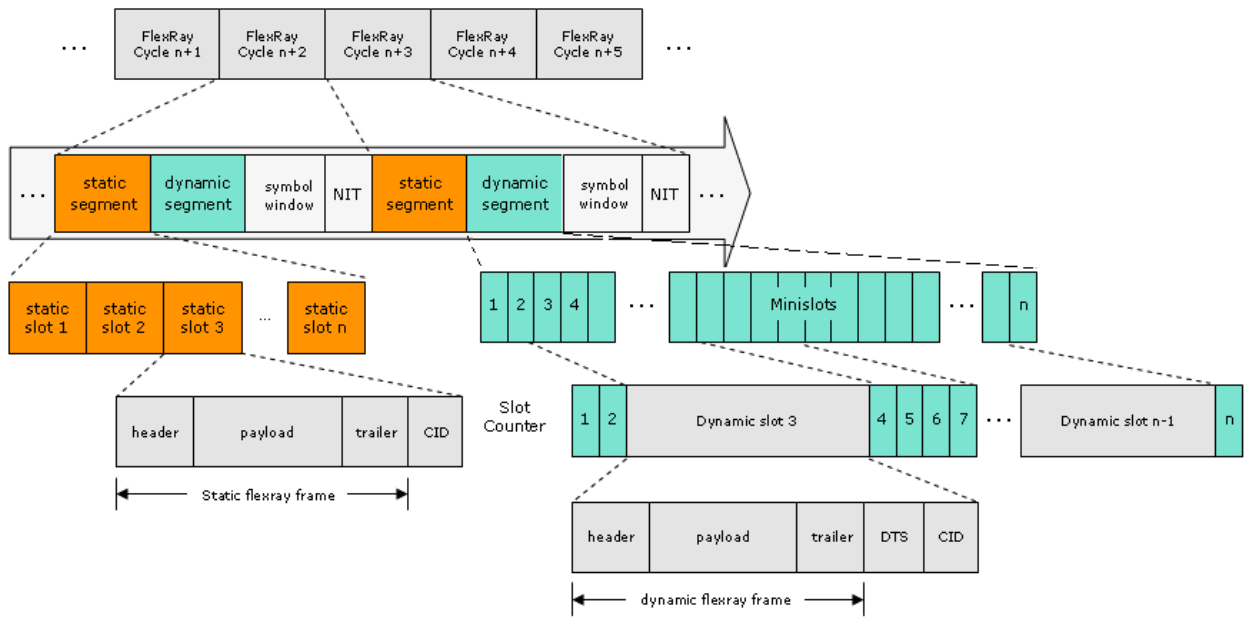 ... FlexRay Cycle n+1 FlexRay Cycle n+2 FlexRay Cycle n+3 FlexRay Cycle n+4 FlexRay Cycle n+5 ...
... static segment dynamic segment symbol window NIT static segment dynamic segment symbol window NIT ...
static slot 1 static slot 2 static slot 3 ... static slot n
1 2 3 4 ... Minislots ... n
header payload trailer CID
Static flexray frame
Slot Counter
1 2 Dynamic slot 3 4 5 6 7 ... Dynamic slot n-1 n
header payload trailer DTS CID
dynamic flexray frame